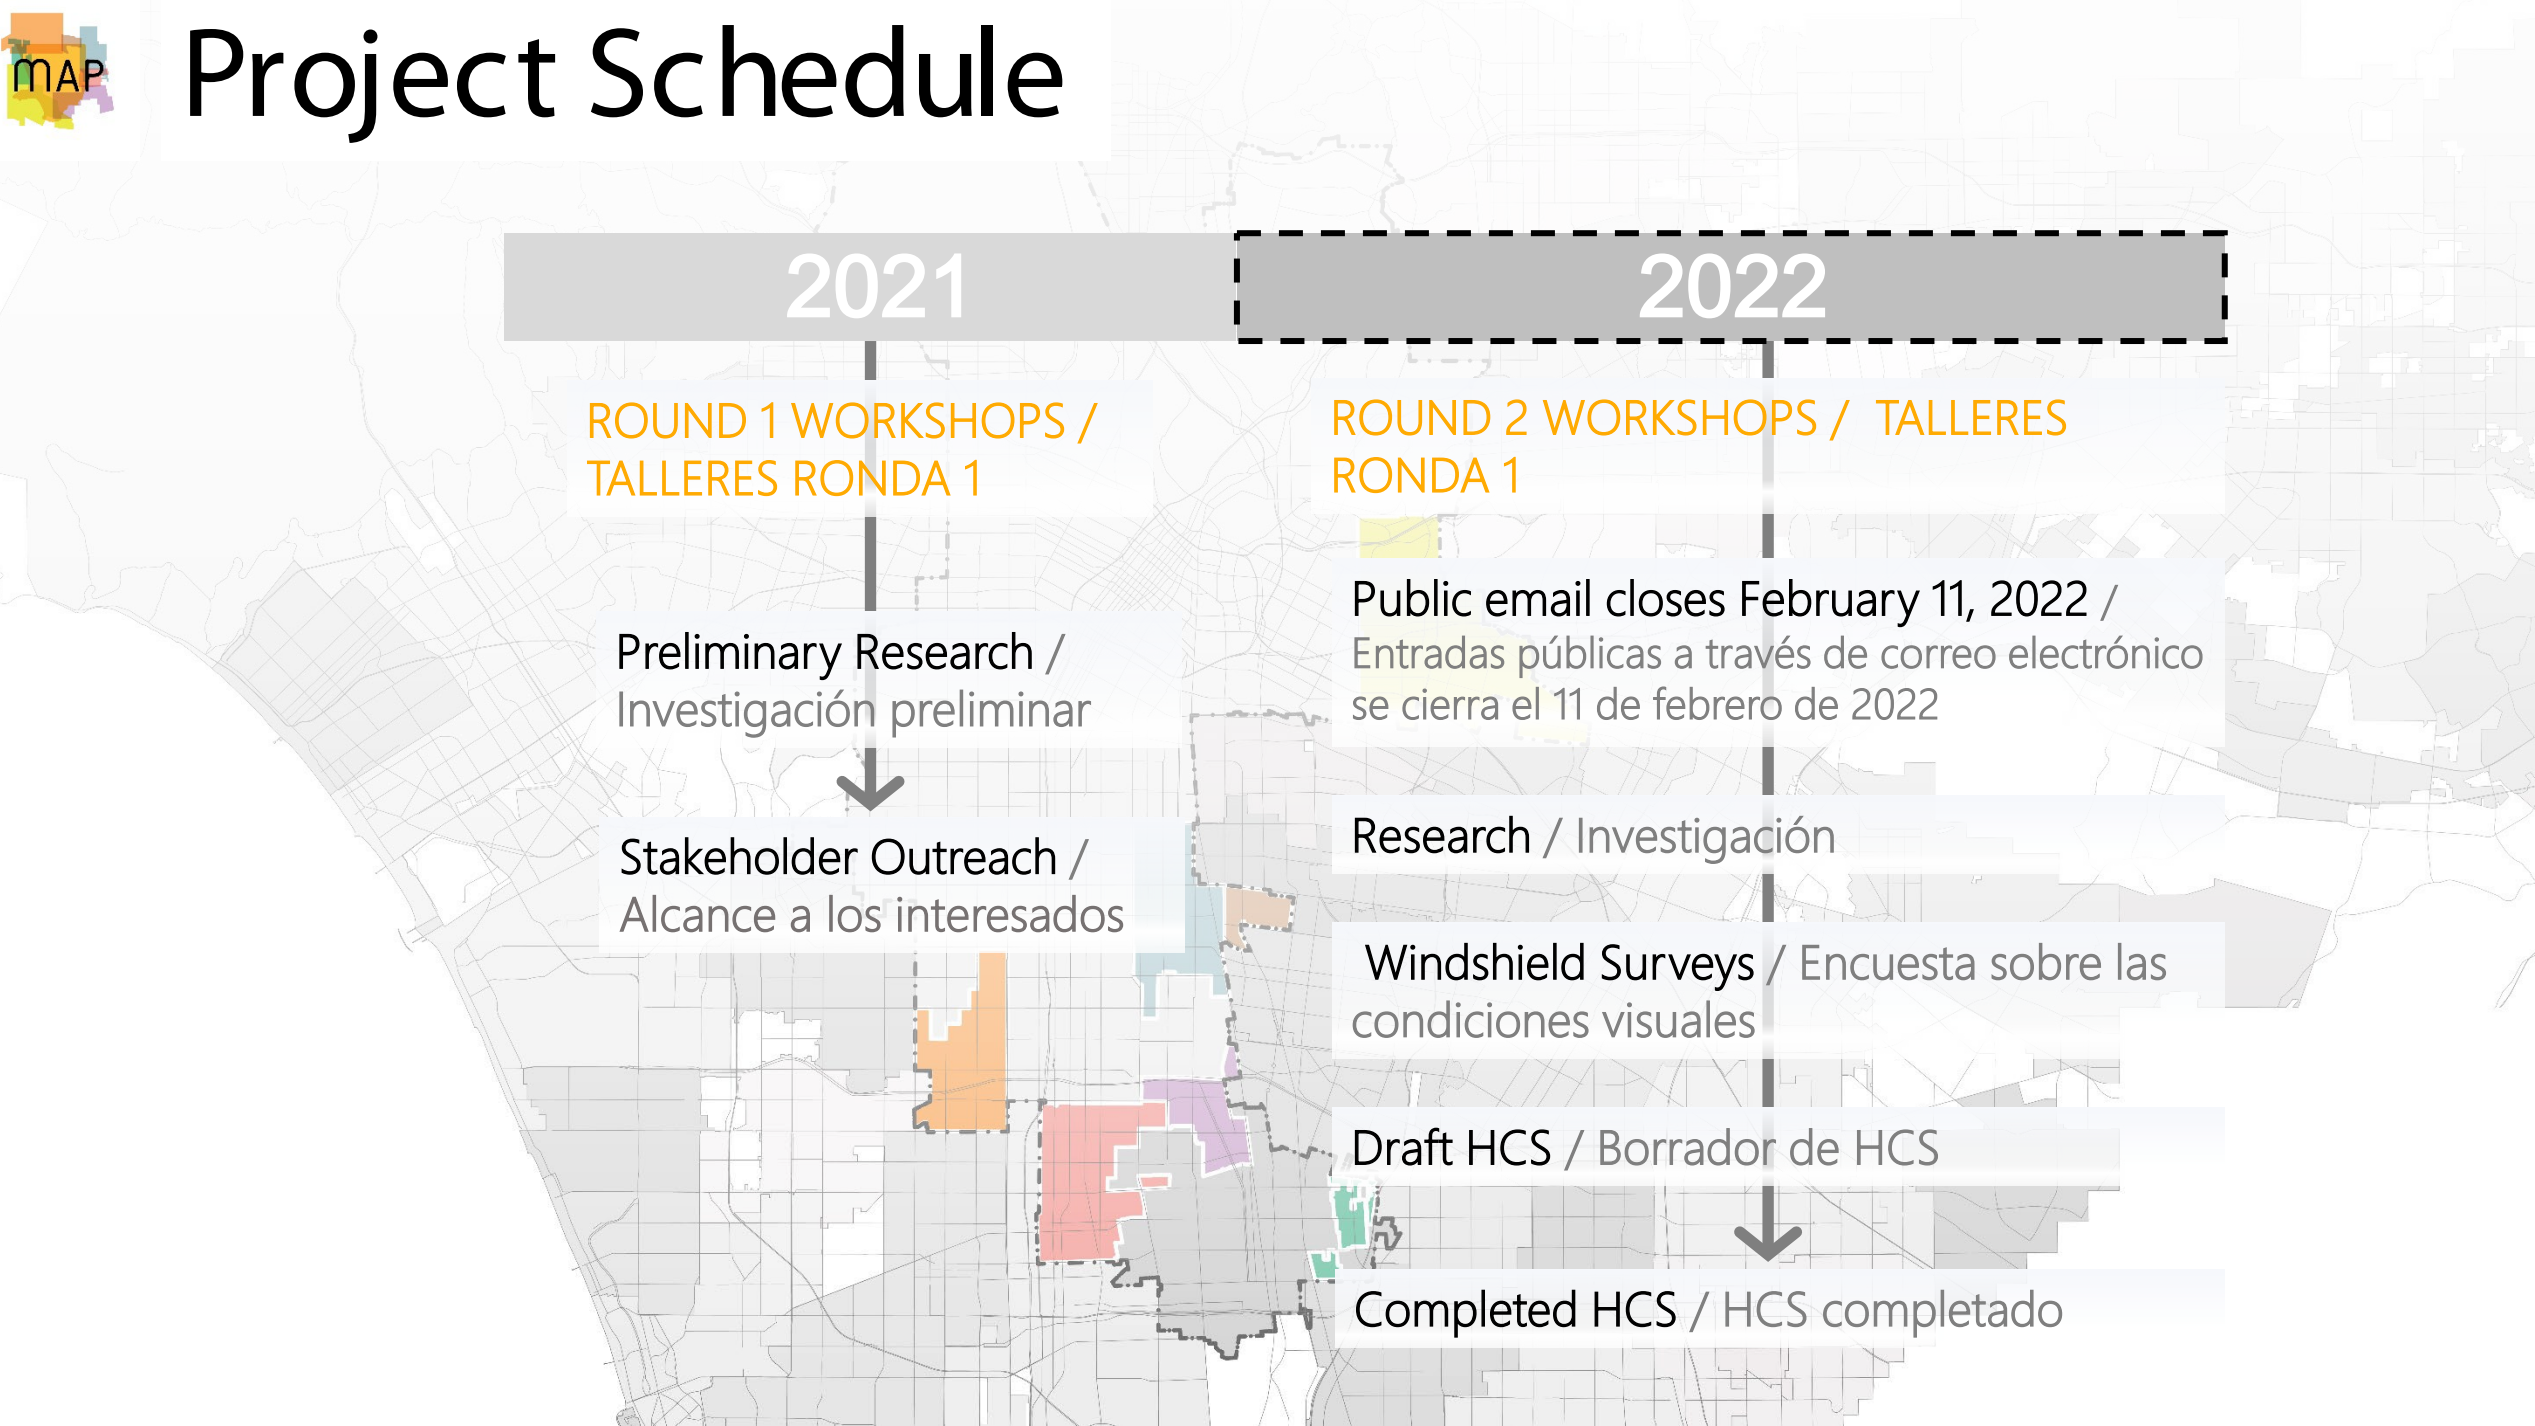 MAP
Project Schedule
2021
2022
ROUND 1 WORKSHOPS /
TALLERES RONDA 1
Preliminary Research /
Investigación preliminar
Stakeholder Outreach /
Alcance a los interesados
ROUND 2 WORKSHOPS / TALLERES
RONDA 1
Public email closes February 11, 2022 /
Entradas públicas a través de correo electrónico
se cierra el 11 de febrero de 2022
Research / Investigación
Windshield Surveys / Encuesta sobre las
condiciones visuales
Draft HCS / Borrador de HCS
Completed HCS / HCS completado